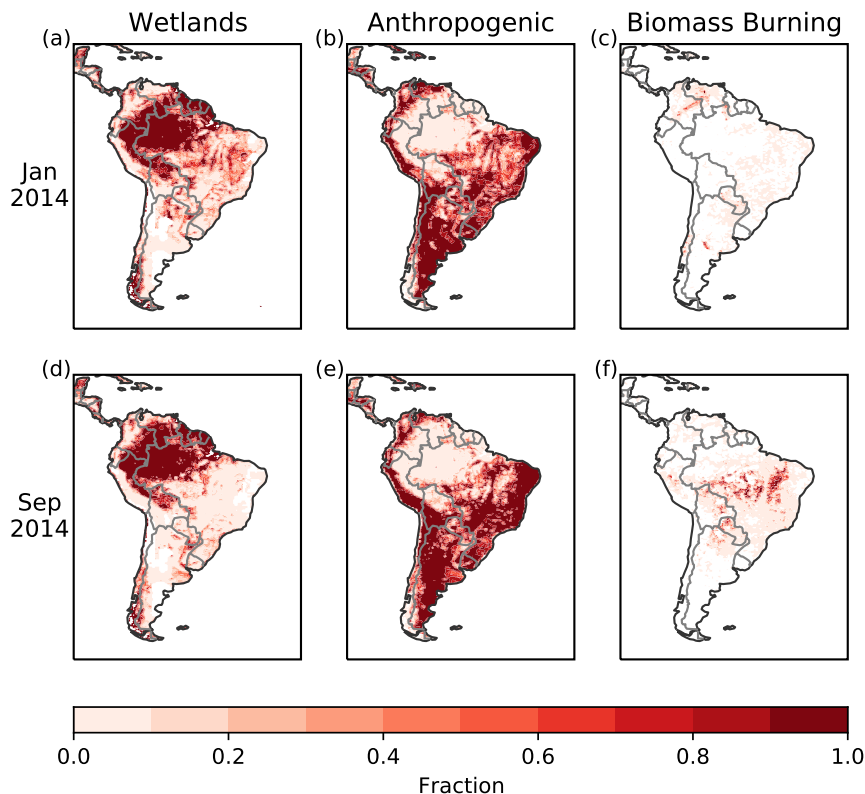 Wetlands
Anthropogenic
Biomass Burning
(a)
(b)
(c)
Jan
2014
(d)
(e)
(f)
Sep
2014
0.0
0.2
0.4
0.6
0.8
1.0
Fraction